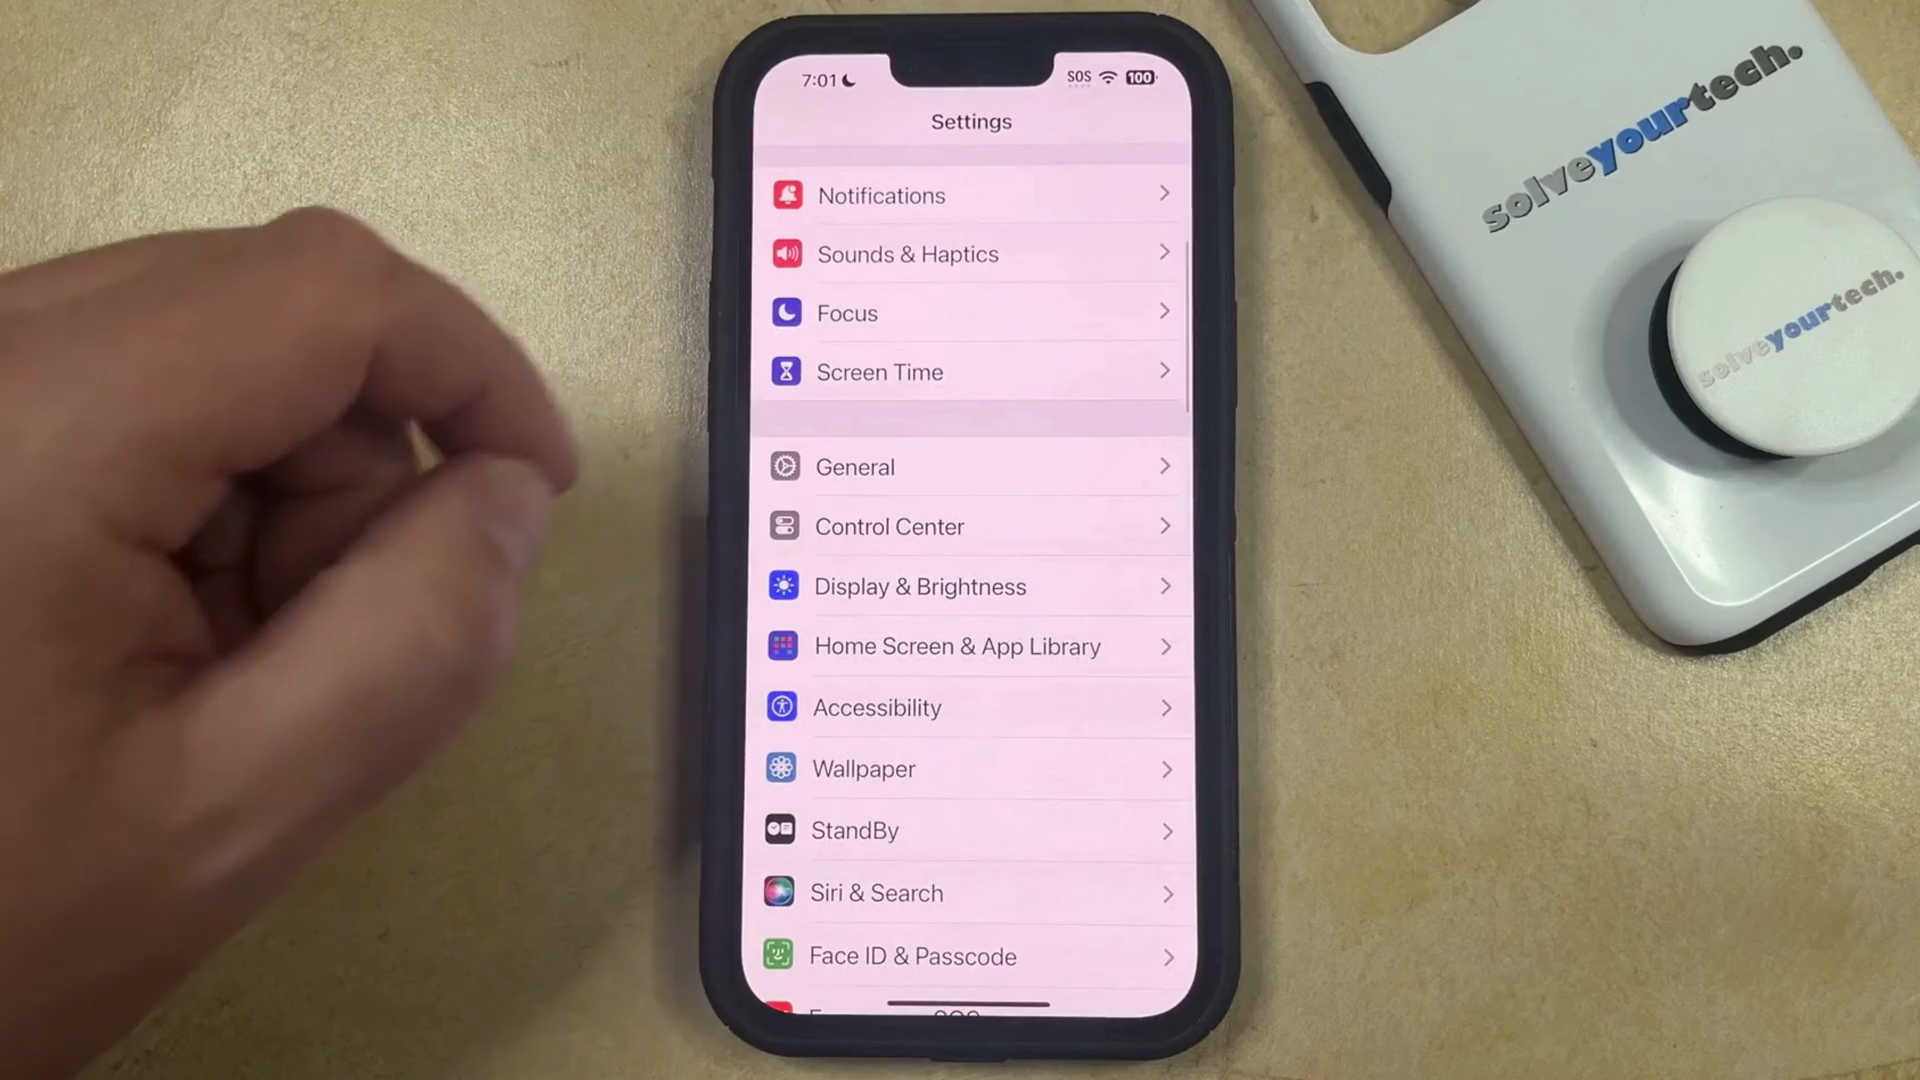 7:01
SOS
100
Settings
Notifications
Sounds & Haptics
Focus
Screen Time
General
Control Center
Display & Brightness
Home Screen & App Library
Accessibility
Wallpaper
StandBy
Siri & Search
Face ID & Passcode
solveyourtech.
solveyourtech.